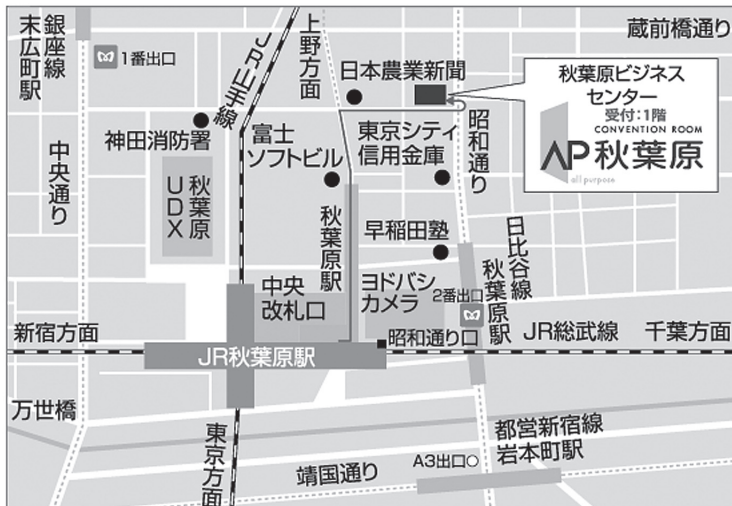 銀座線
末広町駅
1番出口
中央通り
JR山手線
上野方面
蔵前橋通り
日本農業新聞
神田消防署
秋葉原
UDX
富士
ソフトビル
東京シティ
信用金庫
昭和通り
秋葉原ビジネス
センター
受付:1階
CONVENTION ROOM
AP秋葉原
all purpose
秋葉原駅
早稲田塾
日比谷線
秋葉原駅
中央
改札口
ヨドバシ
カメラ
2番出口
新宿方面
JR秋葉原駅
昭和通り口
JR総武線
千葉方面
万世橋
東京方面
靖国通り
A3出口
都営新宿線
岩本町駅